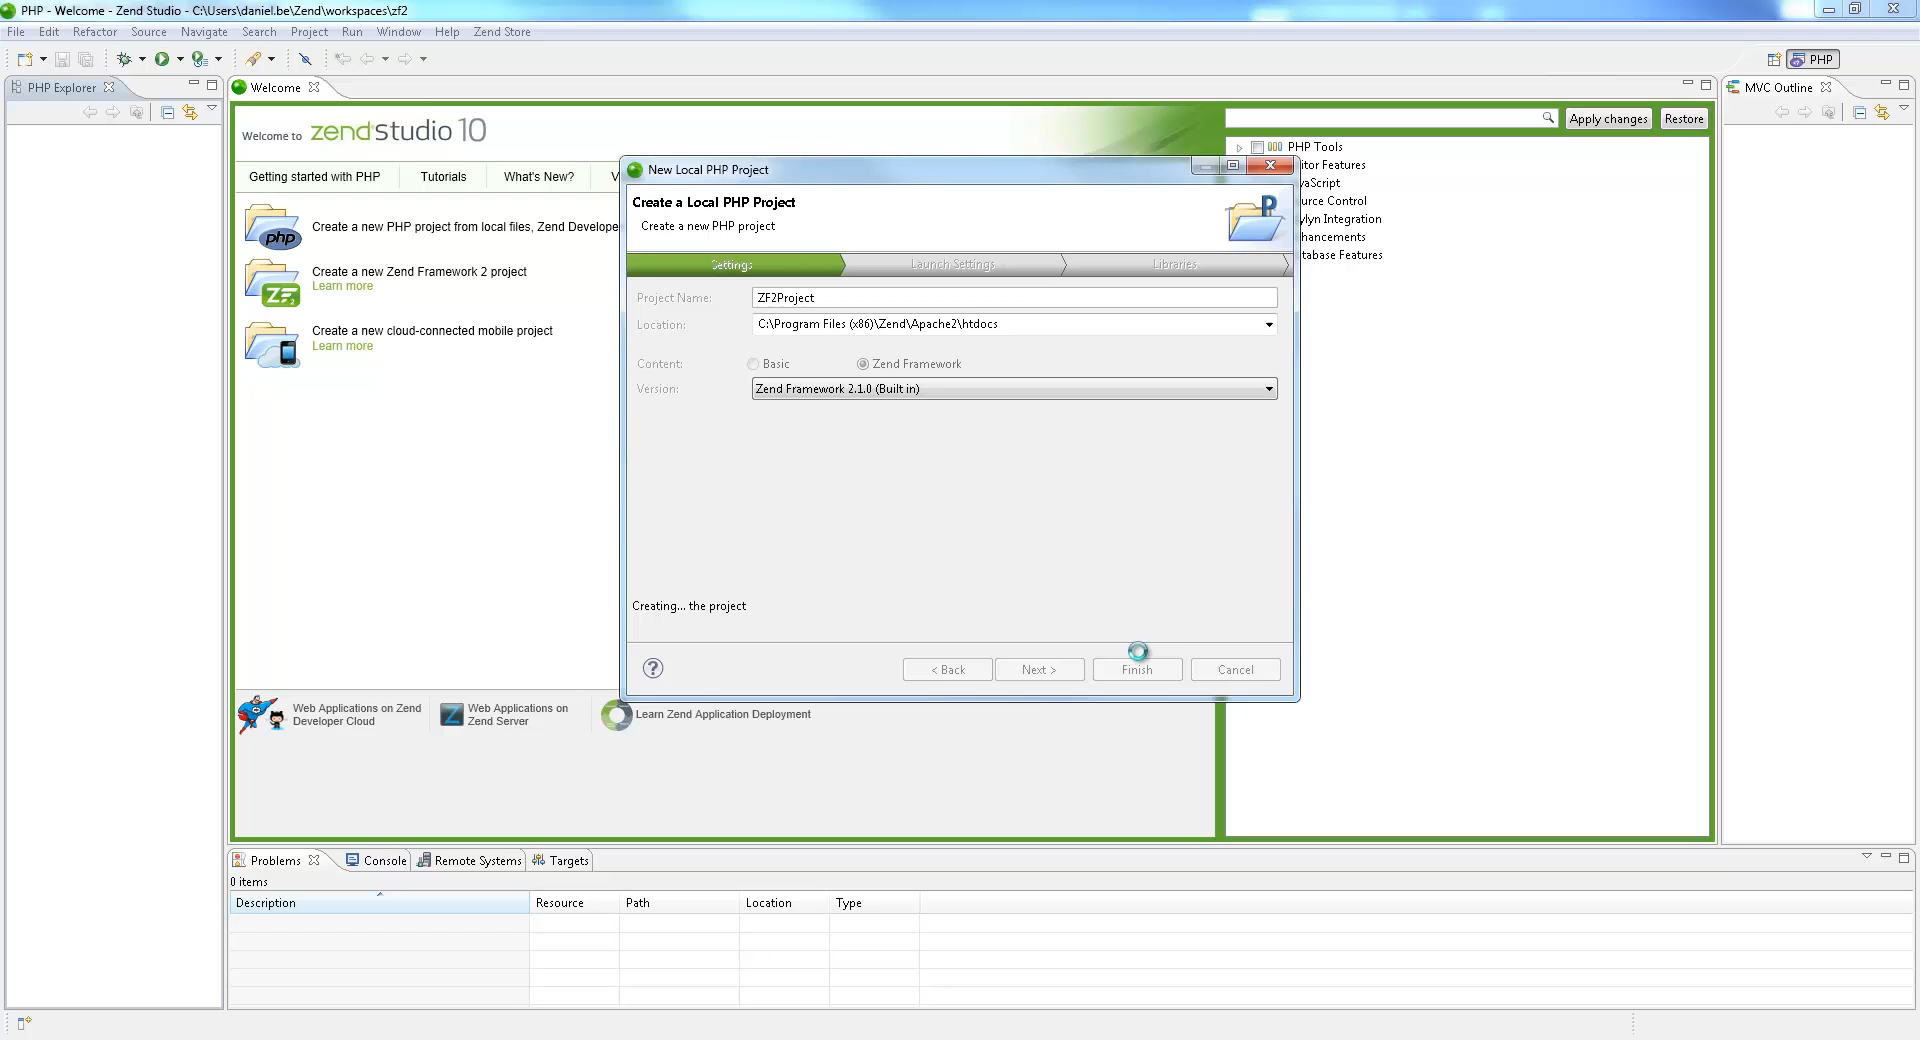 PHP - Welcome - Zend Studio - C:\Users\daniel.be\Zend\workspaces\zf2
File Edit Refactor Source Navigate Search Project Run Window Help Zend Store
PHP
PHP Explorer
Welcome
MVC Outline
Welcome to zend Studio 10
Apply changes
Restore
Getting started with PHP
Tutorials
What's New?
V
PHP Tools
itor Features
vaScript
urce Control
ylyn Integration
hancements
tabase Features
php
Create a new PHP project from local files, Zend Develope
ZF2
Create a new Zend Framework 2 project
Learn more
Create a new cloud-connected mobile project
Learn more
New Local PHP Project
Create a Local PHP Project
Create a new PHP project
P
Settings
Launch Settings
Libraries
Project Name:
ZF2Project
Location:
C:\Program Files (x86)\Zend\Apache2\htdocs
Content:
Basic
Zend Framework
Version:
Zend Framework 2.1.0 (Built in)
Creating... the project
?
< Back
Next >
Finish
Cancel
Web Applications on Zend
Developer Cloud
Z
Web Applications on
Zend Server
Learn Zend Application Deployment
Problems
Console
Remote Systems
Targets
0 items
Description
Resource
Path
Location
Type